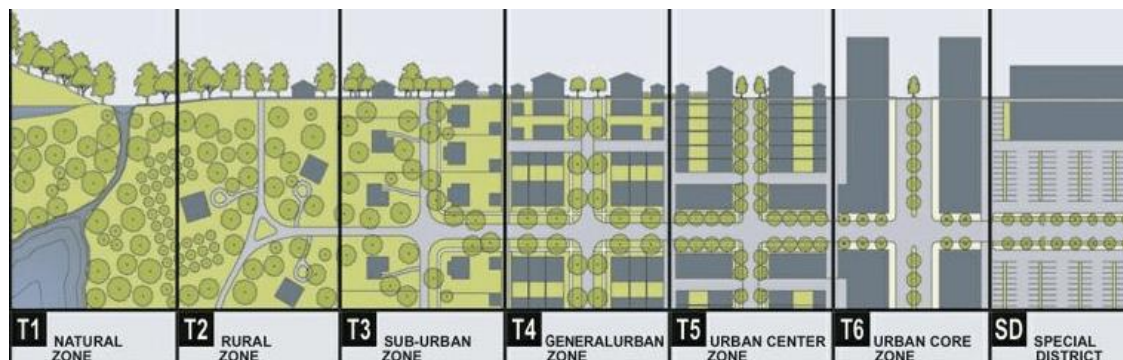 T1 NATURAL
ZONE
T2 RURAL
ZONE
T3 SUB-URBAN
ZONE
T4 GENERALURBAN
ZONE
T5 URBAN CENTER
ZONE
T6 URBAN CORE
ZONE
SD SPECIAL
DISTRICT